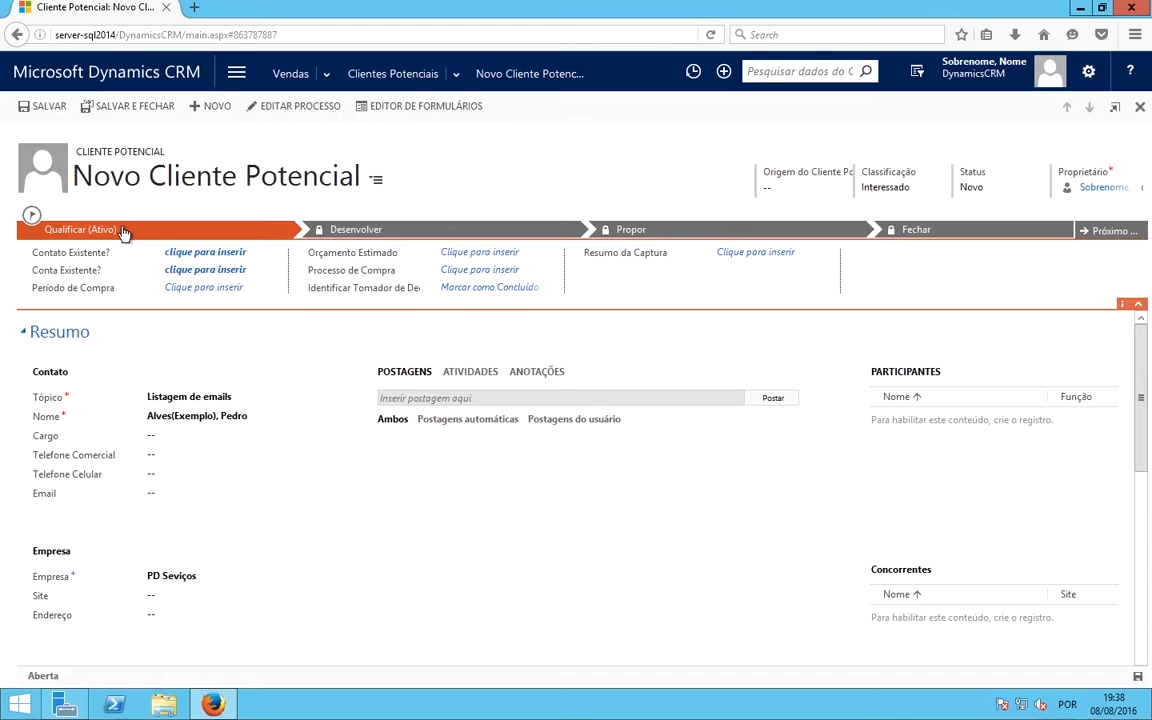 Cliente Potencial: Novo Cl...
server-sql2014/DynamicsCRM/main.aspx#863787887
Search
Microsoft Dynamics CRM
Vendas
Clientes Potenciais
Novo Cliente Potenc...
Pesquisar dados do C
Sobrenome, Nome
DynamicsCRM
?
SALVAR
SALVAR E FECHAR
NOVO
EDITAR PROCESSO
EDITOR DE FORMULÁRIOS
CLIENTE POTENCIAL
Novo Cliente Potencial
Origem do Cliente Pc
--
Classificação
Interessado
Status
Novo
Proprietário*
Sobrenome,
Qualificar (Ativo)
Desenvolver
Propor
Fechar
Próximo ...
Contato Existente? clique para inserir
Conta Existente? clique para inserir
Período de Compra Clique para inserir
Orçamento Estimado Clique para inserir
Processo de Compra Clique para inserir
Identificar Tomador de Dec Marcar como Concluído
Resumo da Captura Clique para inserir
Resumo
Contato
Tópico* Listagem de emails
Nome* Alves(Exemplo), Pedro
Cargo --
Telefone Comercial --
Telefone Celular --
Email --
Empresa
Empresa+ PD Seviços
Site --
Endereço --
POSTAGENS ATIVIDADES ANOTAÇÕES
Inserir postagem aqui Postar
Ambos Postagens automáticas Postagens do usuário
PARTICIPANTES
Nome ↑ Função
Para habilitar este conteúdo, crie o registro.
Concorrentes
Nome ↑ Site
Para habilitar este conteúdo, crie o registro.
Aberta
POR
19:38
08/08/2016